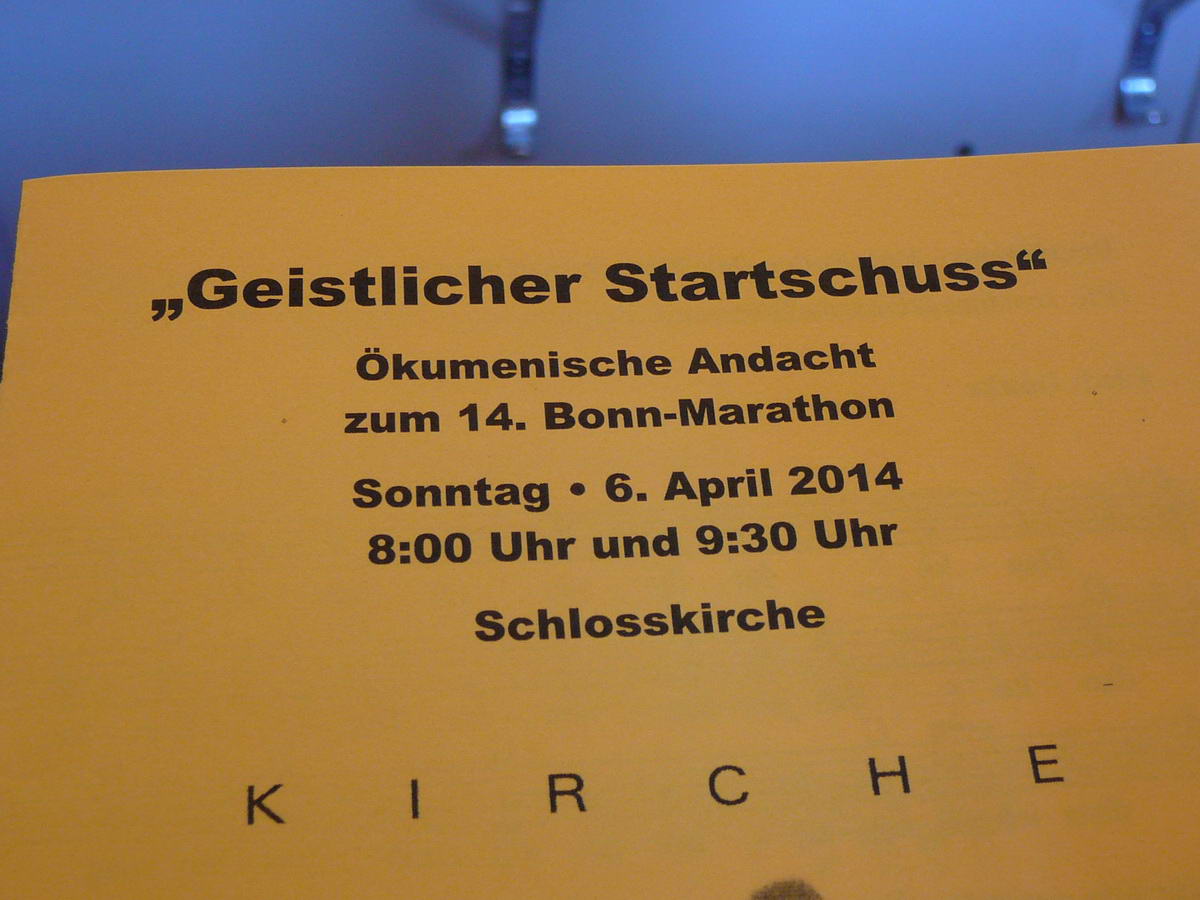 „Geistlicher Startschuss“
Ökumenische Andacht
zum 14. Bonn-Marathon
Sonntag • 6. April 2014
8:00 Uhr und 9:30 Uhr
Schlosskirche
K I R C H E